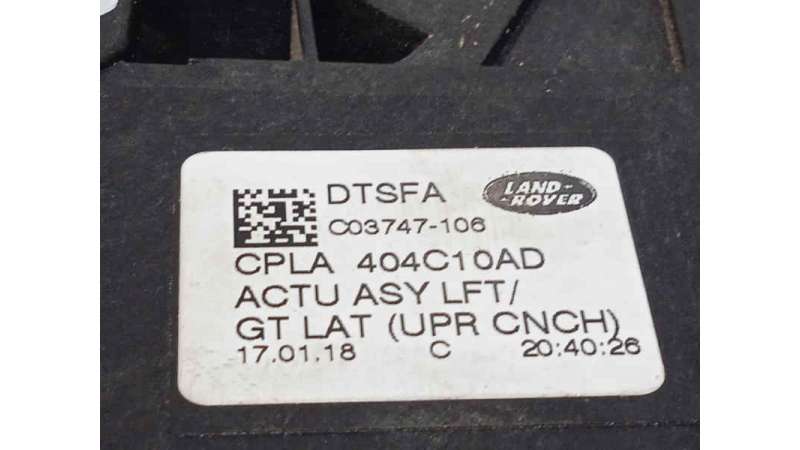 DTSFA
LAND-
-ROVER
C03747-106
CPLA 404C10AD
ACTU ASY LFT/
GT LAT (UPR CNCH)
17.01.18 C 20:40:26